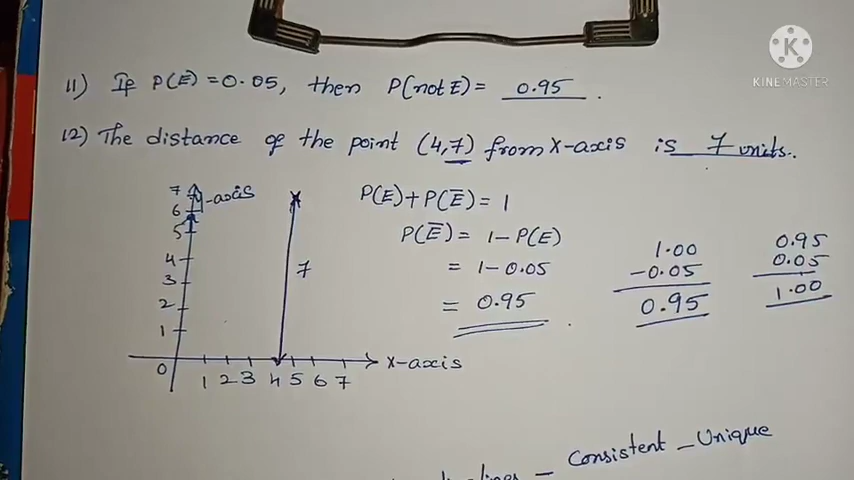 KINEMASTER
11) If P(E) = 0.05, then P(not E) = 0.95.
12) The distance of the point (4,7) from X-axis is 7 units.
7 Y-axis
6
5
4
3
2
1
0
1 2 3 4 5 6 7 X-axis
7
P(E) + P(E̅) = 1
P(E̅) = 1 - P(E)
= 1 - 0.05
= 0.95
1.00
-0.05
0.95
0.95
0.05
1.00
- Consistent - Unique